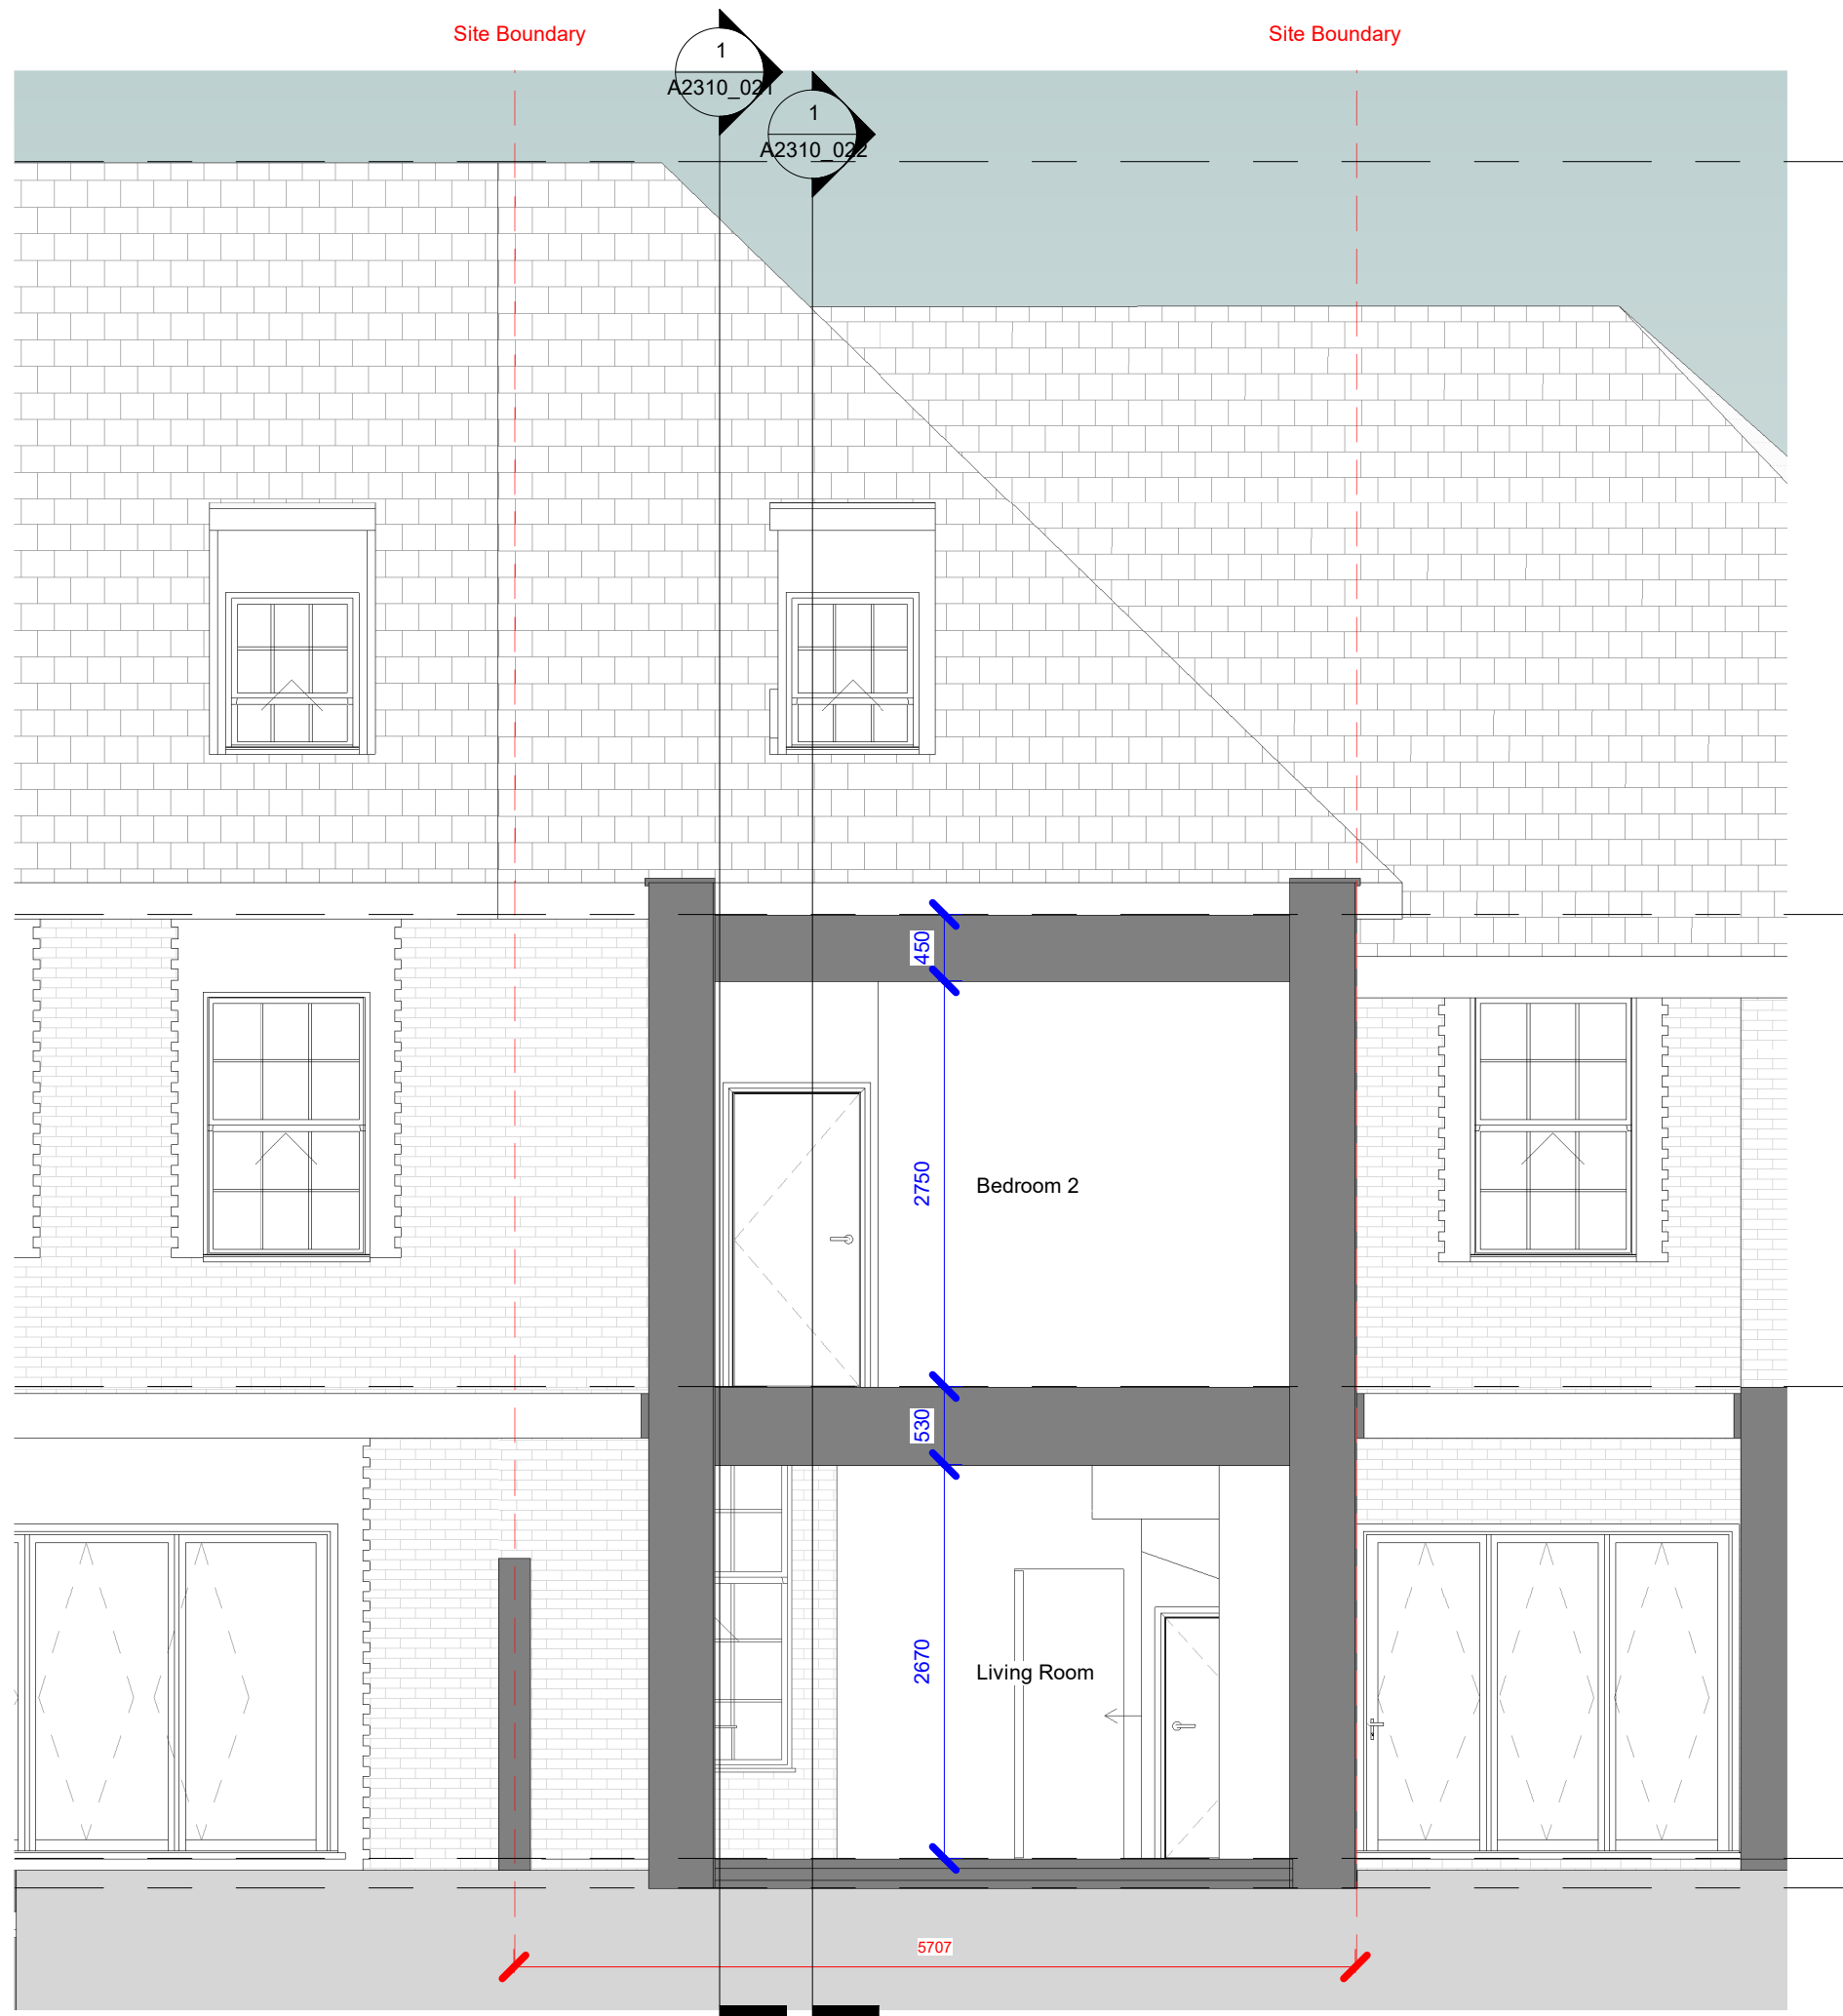 Site Boundary
Site Boundary
1
A2310_021
1
A2310_022
450
2750
Bedroom 2
530
2670
Living Room
5707